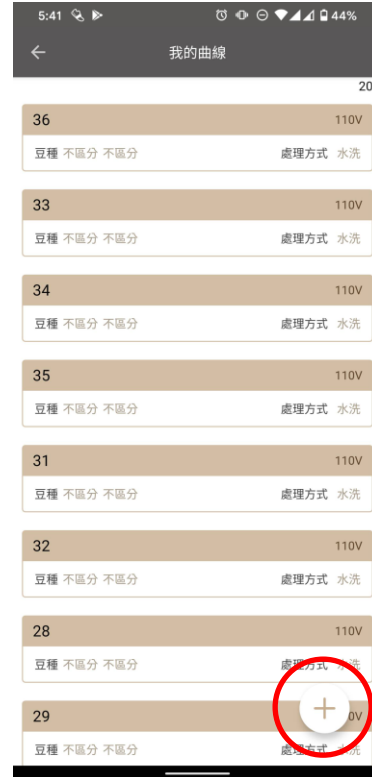 5:41 44%
我的曲線
20
36 110V
豆種 不區分 不區分 處理方式 水洗
33 110V
豆種 不區分 不區分 處理方式 水洗
34 110V
豆種 不區分 不區分 處理方式 水洗
35 110V
豆種 不區分 不區分 處理方式 水洗
31 110V
豆種 不區分 不區分 處理方式 水洗
32 110V
豆種 不區分 不區分 處理方式 水洗
28 110V
豆種 不區分 不區分 處理方式 水洗
29 0V
豆種 不區分 不區分 處理方式 水洗